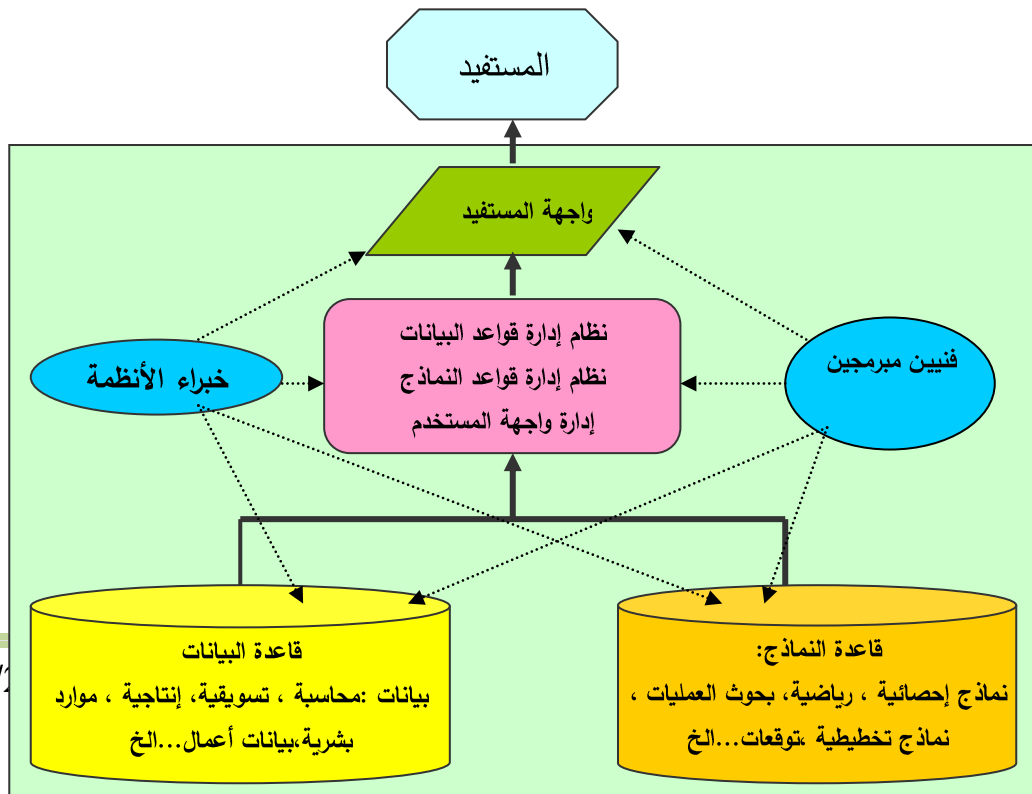 المستفيد
واجهة المستفيد
نظام إدارة قواعد البيانات
نظام إدارة قواعد النماذج
إدارة واجهة المستخدم
فنيين مبرمجين
خبراء الأنظمة
قاعدة النماذج:
نماذج إحصائية ، رياضية، بحوث العمليات ،
نماذج تخطيطية ،توقعات...الخ
قاعدة البيانات
بيانات :محاسبة ، تسويقية، إنتاجية ، موارد
بشرية،بيانات أعمال...الخ